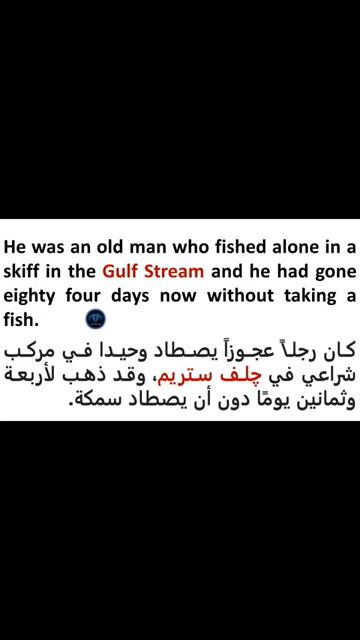 He was an old man who fished alone in a
skiff in the Gulf Stream and he had gone
eighty four days now without taking a
fish.
كان رجلاً عجوزاً يصطاد وحيدا في مركب
شراعي في چلف ستريم، وقد ذهب لأربعة
وثمانين يومًا دون أن يصطاد سمكة.